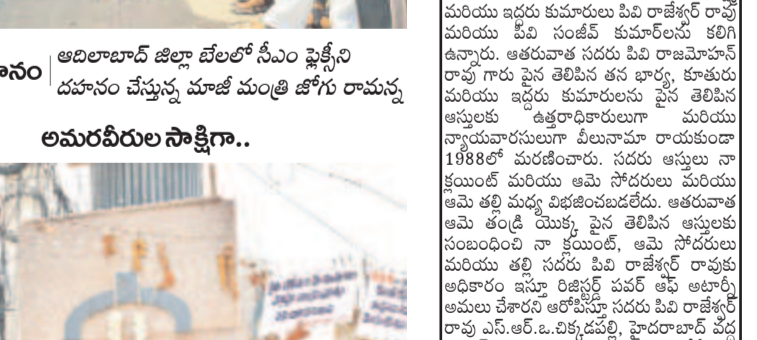 ఆదిలాబాద్ జిల్లా బేలలో సీఎం ఫ్లెక్సీని
దహనం చేస్తున్న మాజీ మంత్రి జోగు రామన్న
అమరవీరుల సాక్షిగా..
మరియు ఇద్దరు కుమారులు పివి రాజేశ్వర్ రావు
మరియు పివి సంజీవ్ కుమార్‌లను కలిగి
ఉన్నారు. ఆతరువాత సదరు పివి రాజమోహన్
రావు గారు పైన తెలిపిన తన భార్య, కూతురు
మరియు ఇద్దరు కుమారులను పైన తెలిపిన
ఆస్తులకు ఉత్తరాధికారులుగా మరియు
న్యాయవారసులుగా వీలునామా రాయకుండా
1988లో మరణించారు. సదరు ఆస్తులు నా
క్లయింట్ మరియు ఆమె సోదరులు మరియు
ఆమె తల్లి మధ్య విభజించబడలేదు. ఆతరువాత
ఆమె తండ్రి యొక్క పైన తెలిపిన ఆస్తులకు
సంబంధించి నా క్లయింట్, ఆమె సోదరులు
మరియు తల్లి సదరు పివి రాజేశ్వర్ రావుకు
అధికారం ఇస్తూ రిజిస్టర్డ్ పవర్ ఆఫ్ అటార్నీ
అమలు చేశారని ఆరోపిస్తూ సదరు పివి రాజేశ్వర్
రావు ఎస్.ఆర్.ఒ.చిక్కడపల్లి, హైదరాబాద్ వద్ద